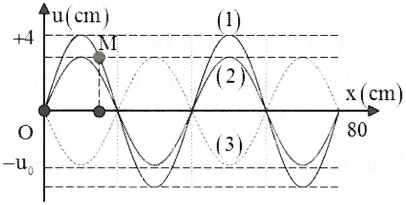 u(cm)
(1)
+4
M
(2)
x(cm)
O
80
(3)
−u₀